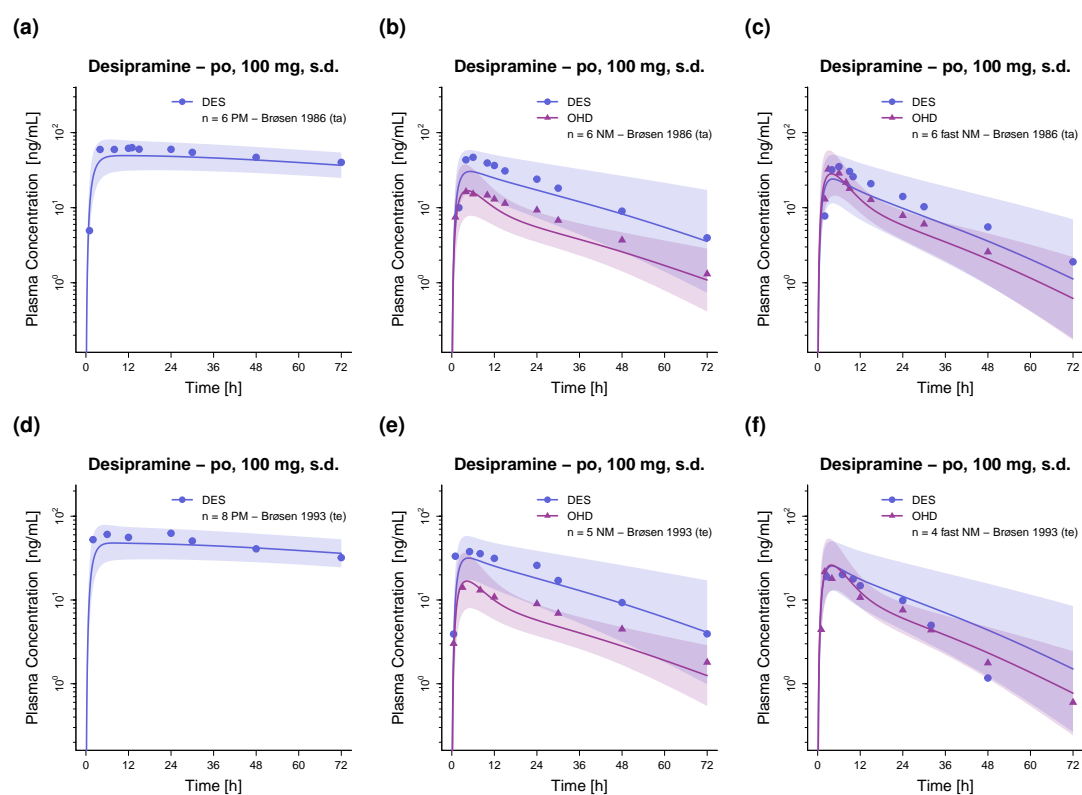 (a)
Desipramine − po, 100 mg, s.d.
DES
n = 6 PM − Brøsen 1986 (ta)
Plasma Concentration [ng/mL]
10²
10¹
10⁰
0 12 24 36 48 60 72
Time [h]
(b)
Desipramine − po, 100 mg, s.d.
DES
OHD
n = 6 NM − Brøsen 1986 (ta)
Plasma Concentration [ng/mL]
10²
10¹
10⁰
0 12 24 36 48 60 72
Time [h]
(c)
Desipramine − po, 100 mg, s.d.
DES
OHD
n = 6 fast NM − Brøsen 1986 (ta)
Plasma Concentration [ng/mL]
10²
10¹
10⁰
0 12 24 36 48 60 72
Time [h]
(d)
Desipramine − po, 100 mg, s.d.
DES
n = 8 PM − Brøsen 1993 (te)
Plasma Concentration [ng/mL]
10²
10¹
10⁰
0 12 24 36 48 60 72
Time [h]
(e)
Desipramine − po, 100 mg, s.d.
DES
OHD
n = 5 NM − Brøsen 1993 (te)
Plasma Concentration [ng/mL]
10²
10¹
10⁰
0 12 24 36 48 60 72
Time [h]
(f)
Desipramine − po, 100 mg, s.d.
DES
OHD
n = 4 fast NM − Brøsen 1993 (te)
Plasma Concentration [ng/mL]
10²
10¹
10⁰
0 12 24 36 48 60 72
Time [h]